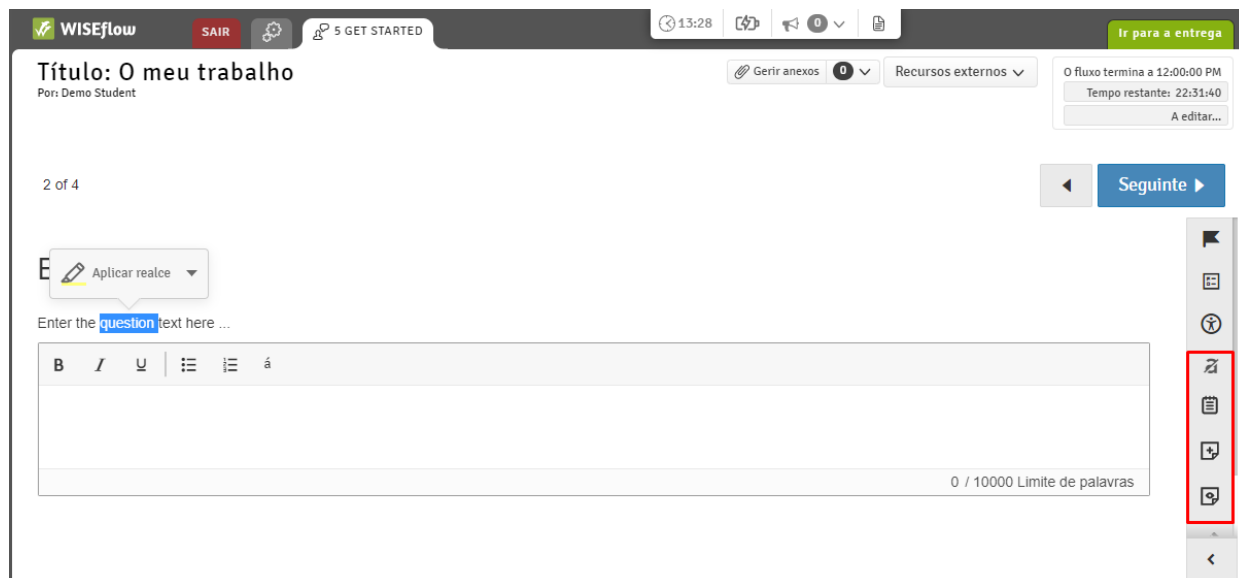 WISEflow
SAIR
5 GET STARTED
13:28
0
Ir para a entrega
Título: O meu trabalho
Por: Demo Student
Gerir anexos 0
Recursos externos
O fluxo termina a 12:00:00 PM
Tempo restante: 22:31:40
A editar...
2 of 4
Seguinte
E
Aplicar realce
Enter the question text here ...
B I U á
0 / 10000 Limite de palavras